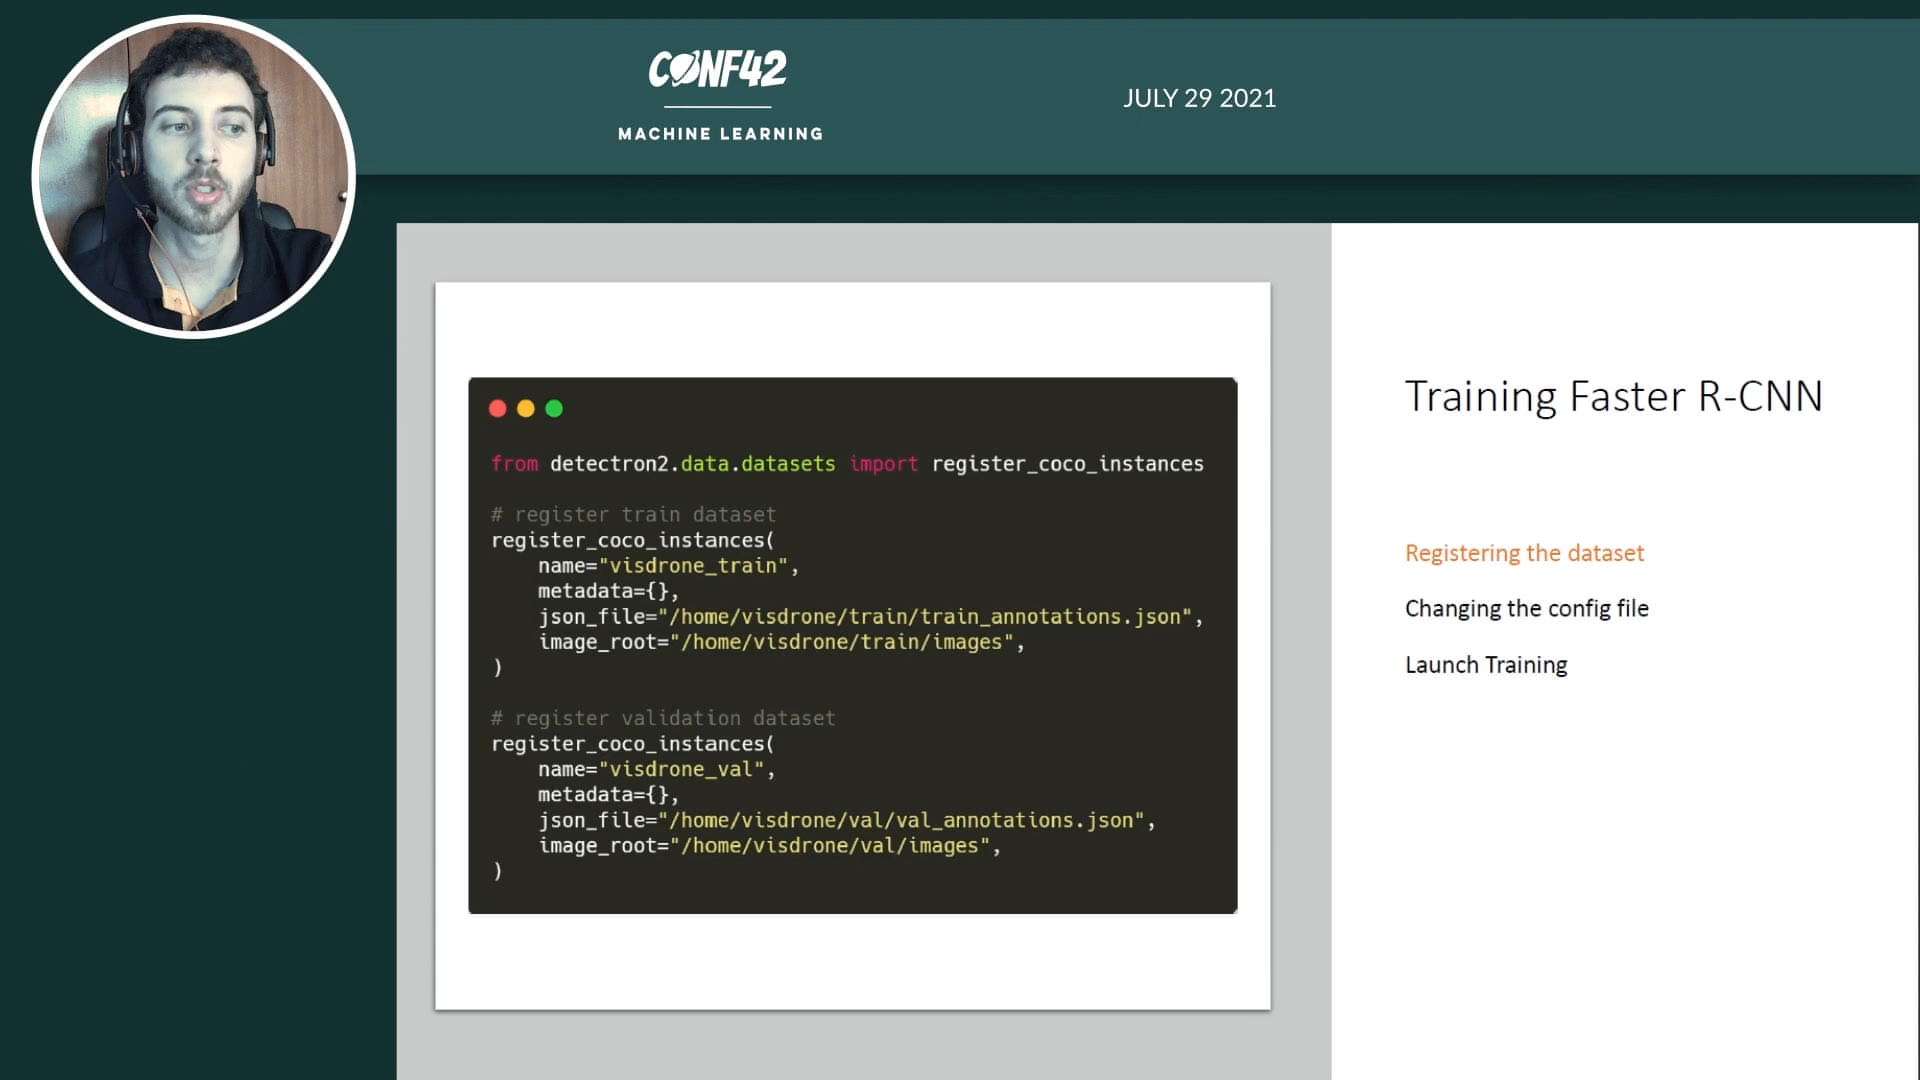 CONF42
MACHINE LEARNING
JULY 29 2021
from detectron2.data.datasets import register_coco_instances
# register train dataset
register_coco_instances(
    name="visdrone_train",
    metadata={},
    json_file="/home/visdrone/train/train_annotations.json",
    image_root="/home/visdrone/train/images",
)
# register validation dataset
register_coco_instances(
    name="visdrone_val",
    metadata={},
    json_file="/home/visdrone/val/val_annotations.json",
    image_root="/home/visdrone/val/images",
)
Training Faster R-CNN
Registering the dataset
Changing the config file
Launch Training